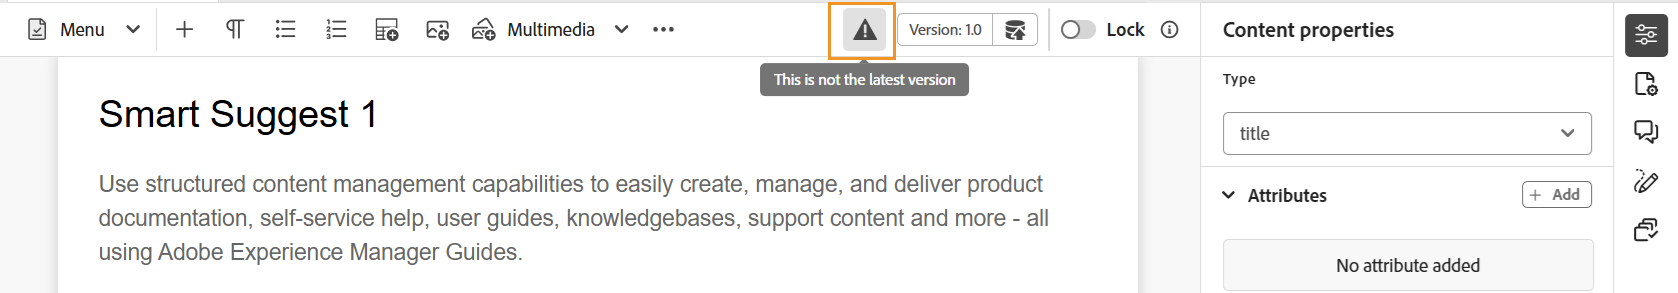 Menu Multimedia Version: 1.0 Lock Content properties
This is not the latest version
Smart Suggest 1
Use structured content management capabilities to easily create, manage, and deliver product
documentation, self-service help, user guides, knowledgebases, support content and more - all
using Adobe Experience Manager Guides.
Type
title
Attributes
Add
No attribute added